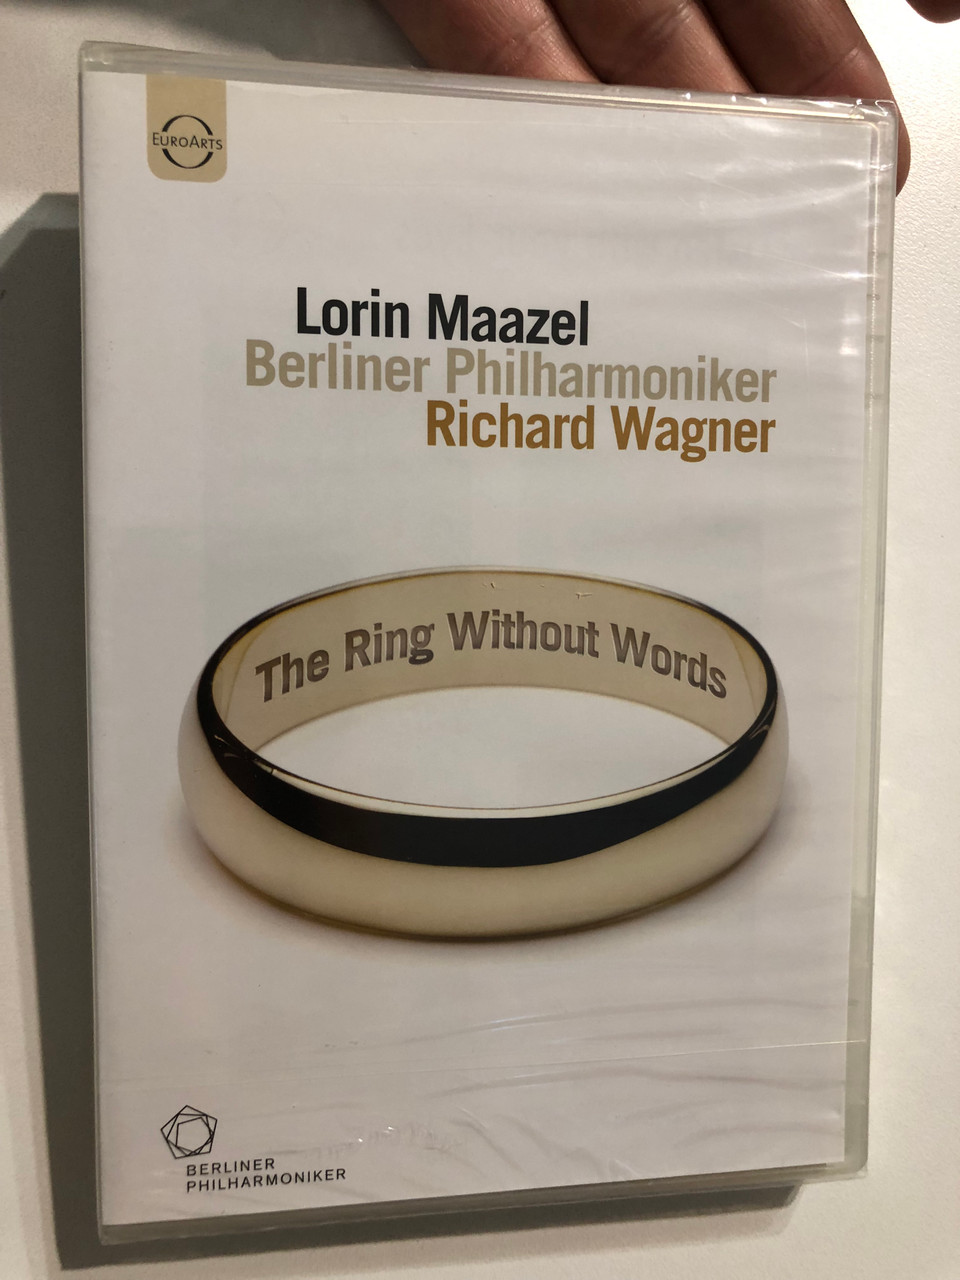 EUROARTS
Lorin Maazel
Berliner Philharmoniker
Richard Wagner
The Ring Without Words
BERLINER
PHILHARMONIKER